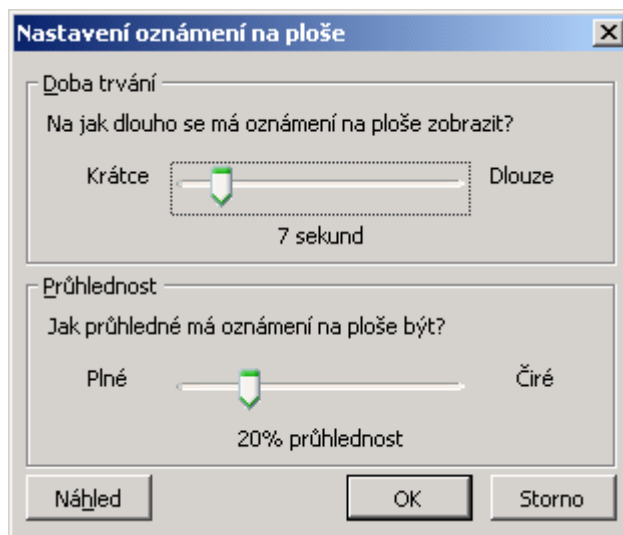 Nastavení oznámení na ploše
Doba trvání
Na jak dlouho se má oznámení na ploše zobrazit?
Krátce
Dlouze
7 sekund
Průhlednost
Jak průhledné má oznámení na ploše být?
Plné
Čiré
20% průhlednost
Náhled
OK
Storno